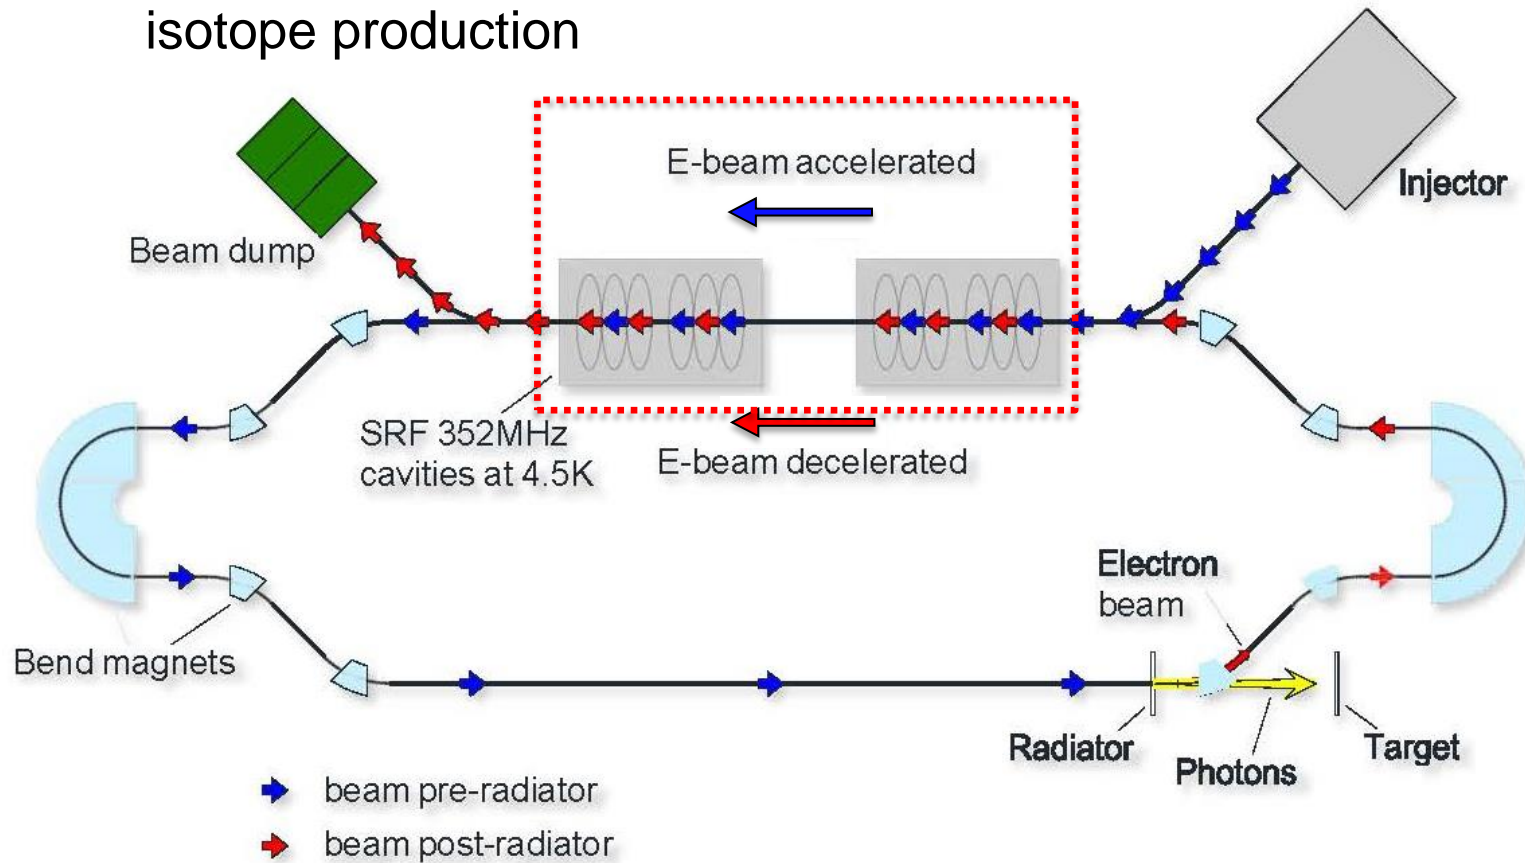 isotope production
E-beam accelerated
Injector
Beam dump
SRF 352MHz
cavities at 4.5K
E-beam decelerated
Electron
beam
Bend magnets
Radiator
Photons
Target
beam pre-radiator
beam post-radiator